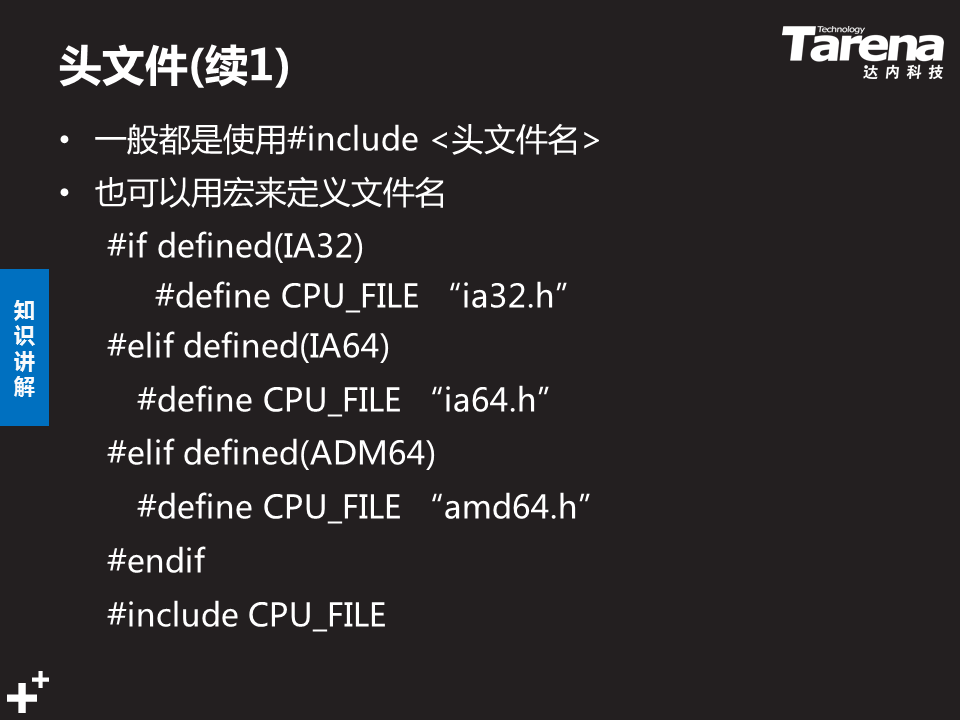 头文件(续1)
Technology
Tarena
达内科技
• 一般都是使用#include <头文件名>
• 也可以用宏来定义文件名
#if defined(IA32)
#define CPU_FILE “ia32.h”
#elif defined(IA64)
#define CPU_FILE “ia64.h”
#elif defined(ADM64)
#define CPU_FILE “amd64.h”
#endif
#include CPU_FILE
知
识
讲
解